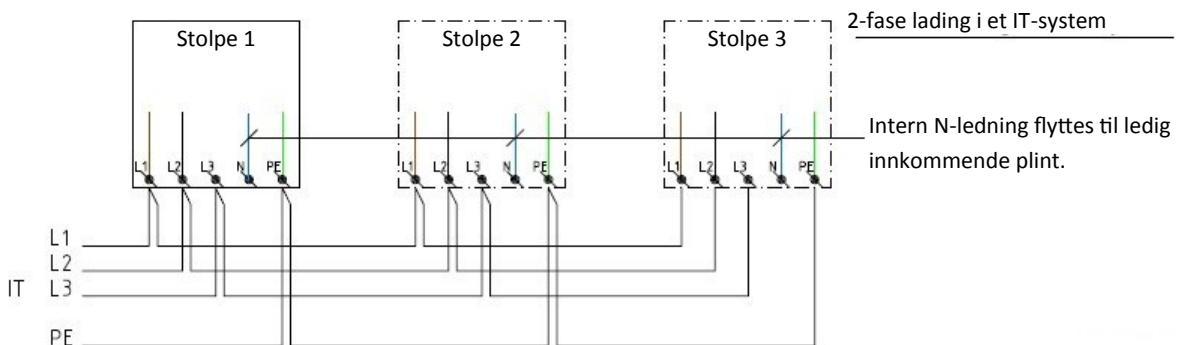 2-fase lading i et IT-system
Stolpe 1 Stolpe 2 Stolpe 3
Intern N-ledning flyttes til ledig
innkommende plint.
L1 L2 L3 N PE L1 L2 L3 N PE L1 L2 L3 N PE
L1
L2
IT L3
PE